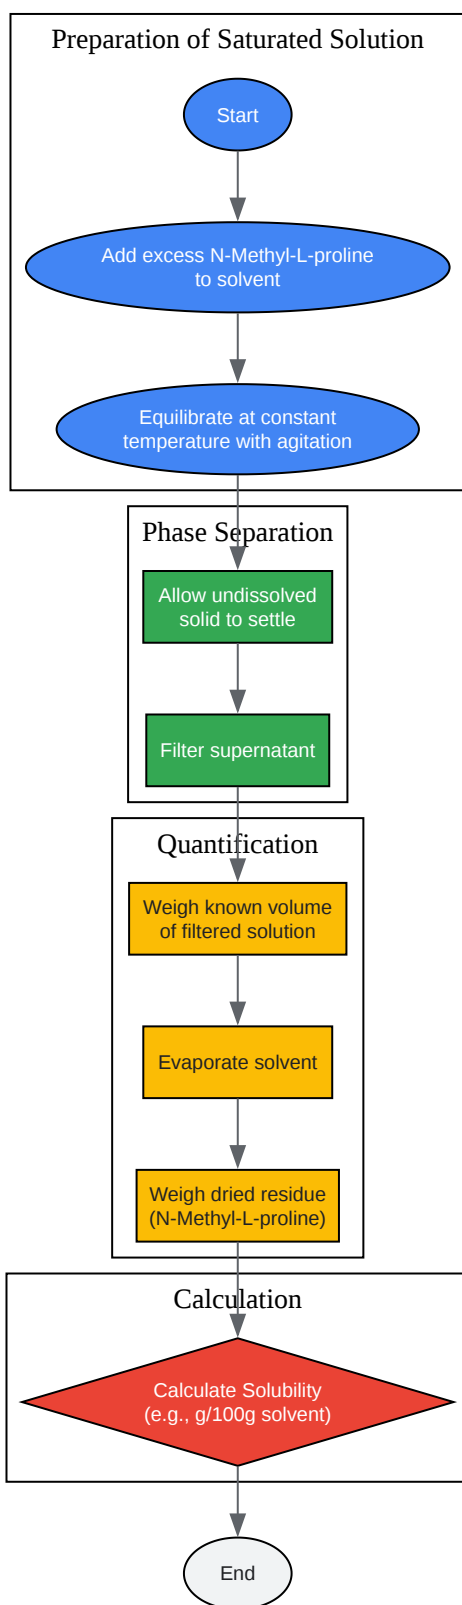 Preparation of Saturated Solution
Start
Add excess N-Methyl-L-proline
to solvent
Equilibrate at constant
temperature with agitation
Phase Separation
Allow undissolved
solid to settle
Filter supernatant
Quantification
Weigh known volume
of filtered solution
Evaporate solvent
Weigh dried residue
(N-Methyl-L-proline)
Calculation
Calculate Solubility
(e.g., g/100g solvent)
End